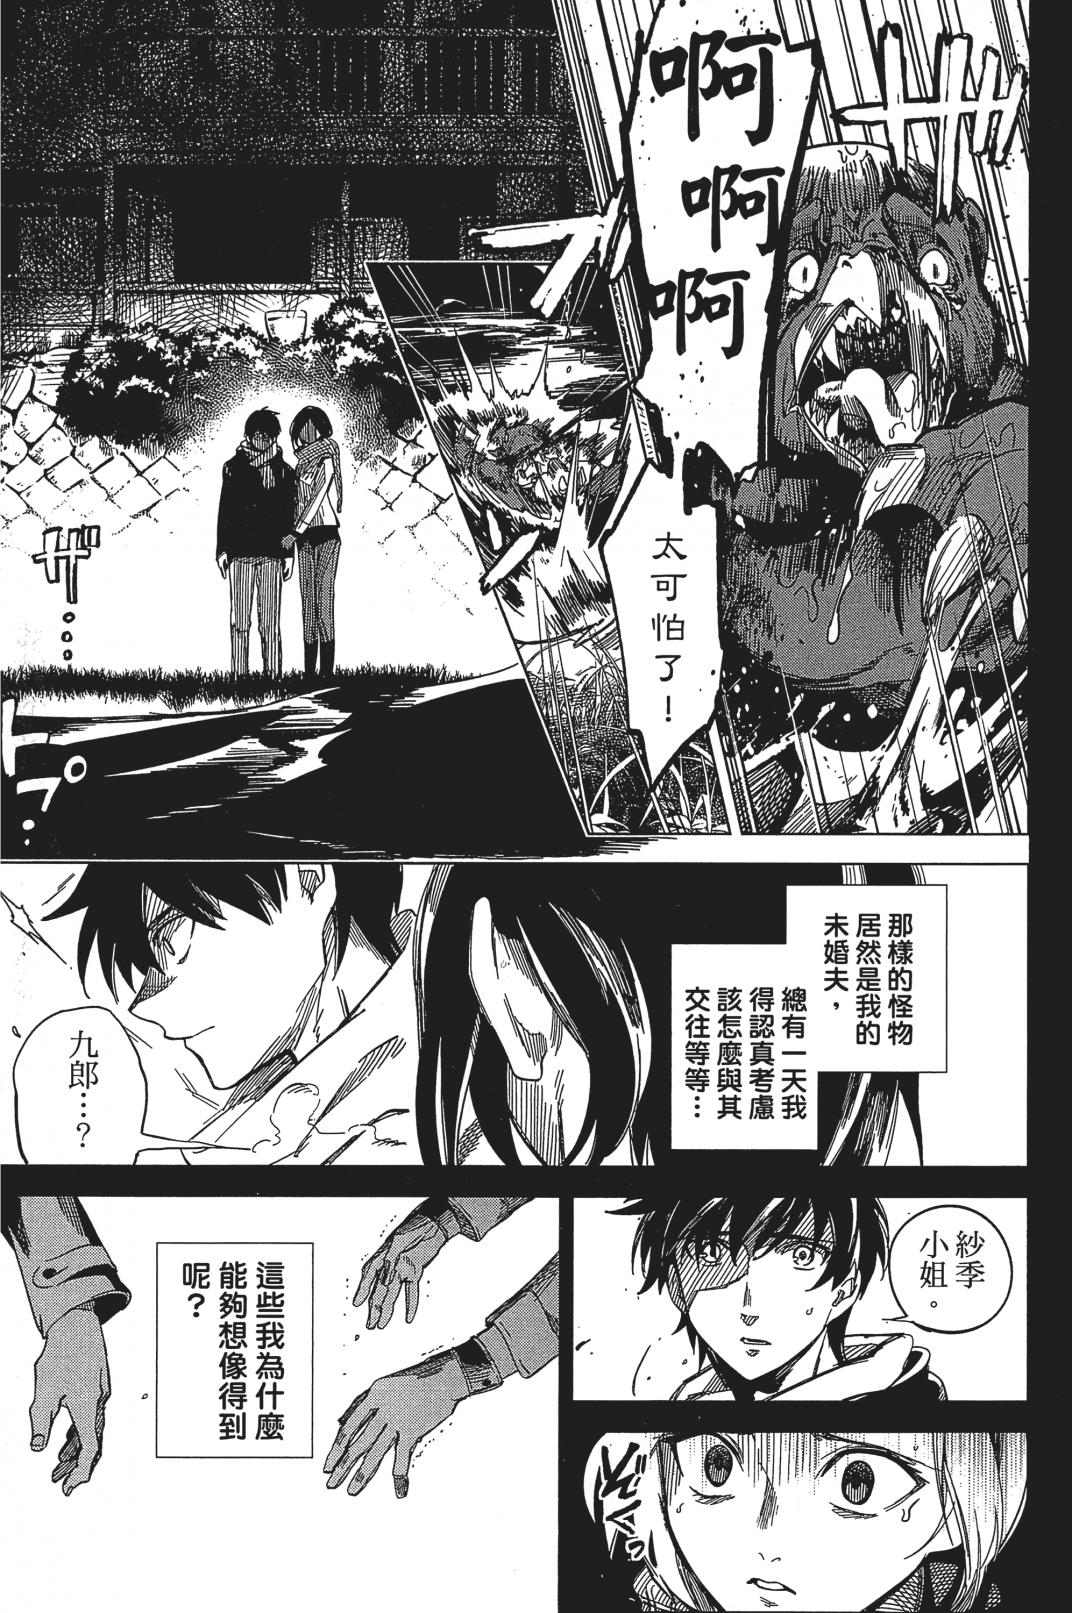 啊
啊
啊
太可怕了！
ザ…
那樣的怪物
居然是我的
未婚夫，
總有一天我
得認真考慮
該怎麼與其
交往等等…
九郎……？
紗季
小姐。
這些我為什麼
能夠想像得到
呢？